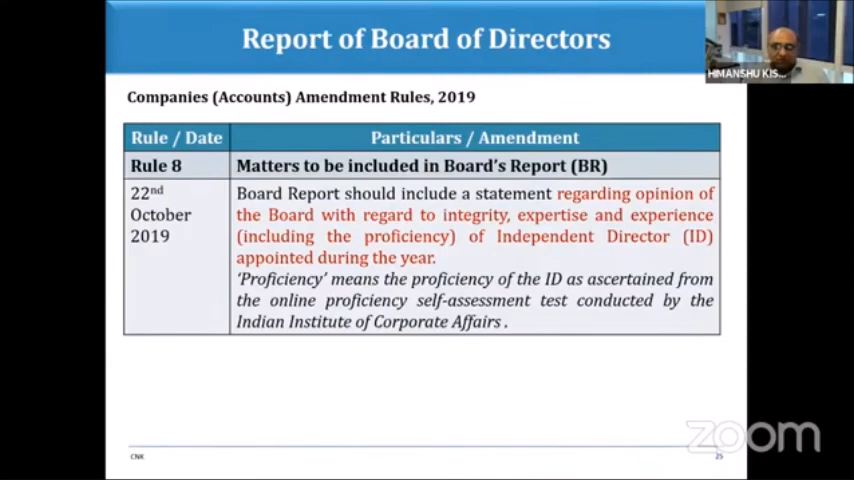 Report of Board of Directors
HIMANSHU KIS...
Companies (Accounts) Amendment Rules, 2019
Rule / Date
Particulars / Amendment
Rule 8
Matters to be included in Board's Report (BR)
22nd
October
2019
Board Report should include a statement regarding opinion of
the Board with regard to integrity, expertise and experience
(including the proficiency) of Independent Director (ID)
appointed during the year.
'Proficiency' means the proficiency of the ID as ascertained from
the online proficiency self-assessment test conducted by the
Indian Institute of Corporate Affairs .
zoom
CNK
25